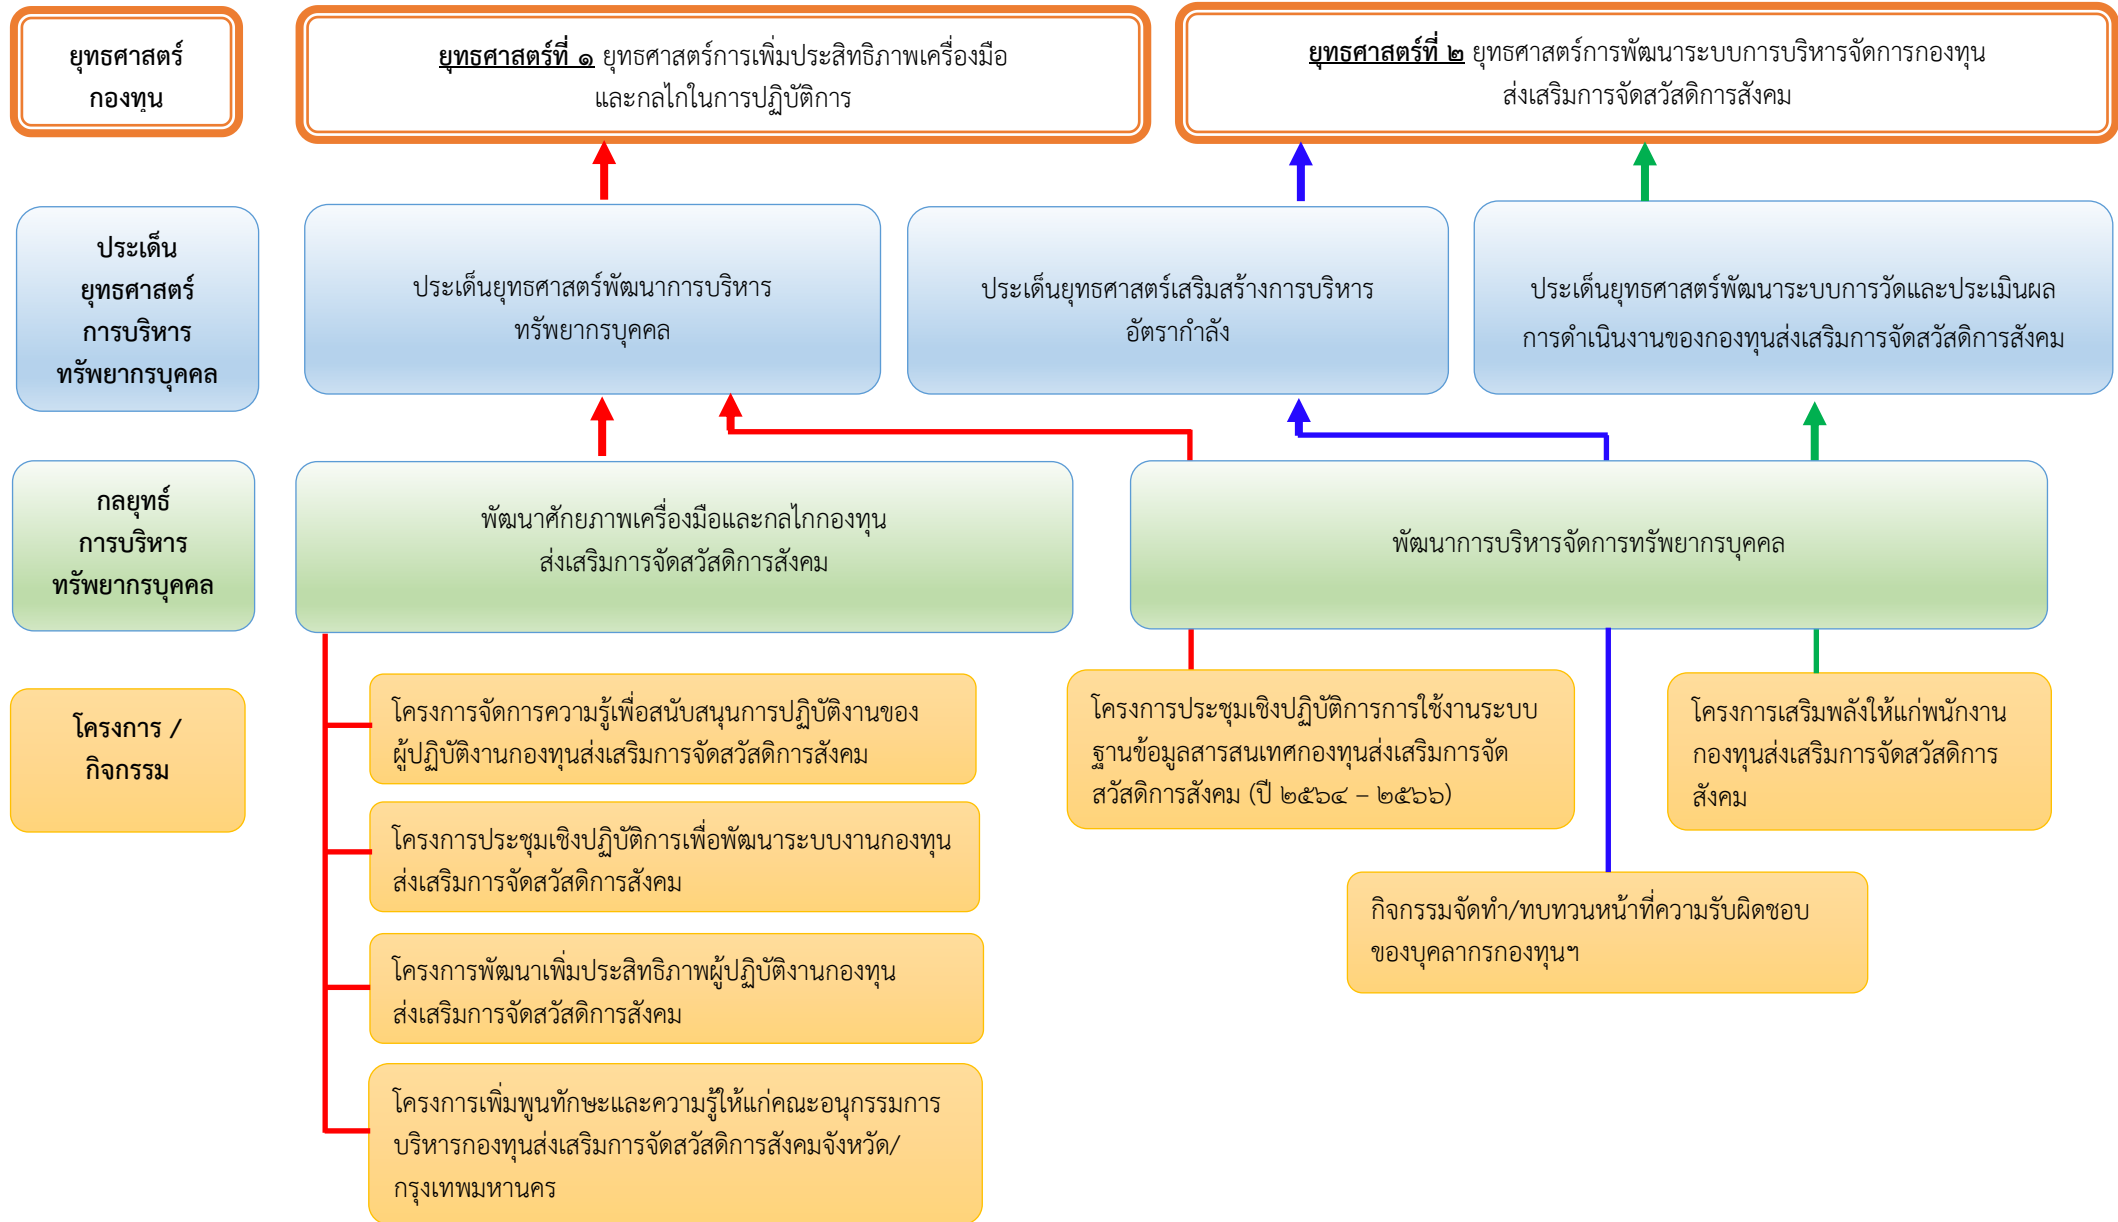 ยุทธศาสตร์
กองทุน
ยุทธศาสตร์ที่ ๑ ยุทธศาสตร์การเพิ่มประสิทธิภาพเครื่องมือ
และกลไกในการปฏิบัติการ
ยุทธศาสตร์ที่ ๒ ยุทธศาสตร์การพัฒนาระบบการบริหารจัดการกองทุน
ส่งเสริมการจัดสวัสดิการสังคม
ประเด็น
ยุทธศาสตร์
การบริหาร
ทรัพยากรบุคคล
ประเด็นยุทธศาสตร์พัฒนาการบริหาร
ทรัพยากรบุคคล
ประเด็นยุทธศาสตร์เสริมสร้างการบริหาร
อัตรากำลัง
ประเด็นยุทธศาสตร์พัฒนาระบบการวัดและประเมินผล
การดำเนินงานของกองทุนส่งเสริมการจัดสวัสดิการสังคม
กลยุทธ์
การบริหาร
ทรัพยากรบุคคล
พัฒนาศักยภาพเครื่องมือและกลไกกองทุน
ส่งเสริมการจัดสวัสดิการสังคม
พัฒนาการบริหารจัดการทรัพยากรบุคคล
โครงการ /
กิจกรรม
โครงการจัดการความรู้เพื่อสนับสนุนการปฏิบัติงานของ
ผู้ปฏิบัติงานกองทุนส่งเสริมการจัดสวัสดิการสังคม
โครงการประชุมเชิงปฏิบัติการเพื่อพัฒนาระบบงานกองทุน
ส่งเสริมการจัดสวัสดิการสังคม
โครงการพัฒนาเพิ่มประสิทธิภาพผู้ปฏิบัติงานกองทุน
ส่งเสริมการจัดสวัสดิการสังคม
โครงการเพิ่มพูนทักษะและความรู้ให้แก่คณะอนุกรรมการ
บริหารกองทุนส่งเสริมการจัดสวัสดิการสังคมจังหวัด/
กรุงเทพมหานคร
โครงการประชุมเชิงปฏิบัติการการใช้งานระบบ
ฐานข้อมูลสารสนเทศกองทุนส่งเสริมการจัด
สวัสดิการสังคม (ปี ๒๕๖๔ – ๒๕๖๖)
โครงการเสริมพลังให้แก่พนักงาน
กองทุนส่งเสริมการจัดสวัสดิการ
สังคม
กิจกรรมจัดทำ/ทบทวนหน้าที่ความรับผิดชอบ
ของบุคลากรกองทุนฯ